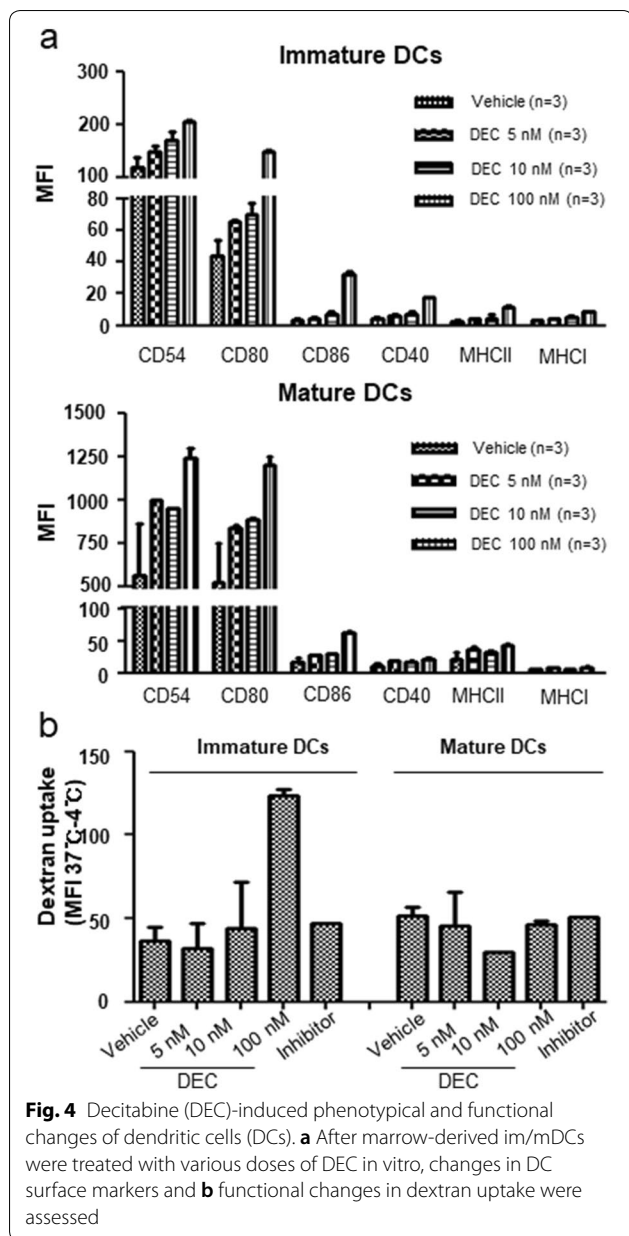 a
Immature DCs
300
200
100
80
60
40
20
0
MFI
Vehicle (n=3)
DEC 5 nM (n=3)
DEC 10 nM (n=3)
DEC 100 nM (n=3)
CD54 CD80 CD86 CD40 MHCII MHCI
Mature DCs
1500
1250
1000
750
500
100
50
0
MFI
Vehicle (n=3)
DEC 5 nM (n=3)
DEC 10 nM (n=3)
DEC 100 nM (n=3)
CD54 CD80 CD86 CD40 MHCII MHCI
b
Immature DCs Mature DCs
150
100
50
0
Dextran uptake
(MFI 37℃-4℃)
Vehicle 5 nM 10 nM 100 nM Inhibitor Vehicle 5 nM 10 nM 100 nM Inhibitor
DEC DEC
Fig. 4 Decitabine (DEC)-induced phenotypical and functional
changes of dendritic cells (DCs). a After marrow-derived im/mDCs
were treated with various doses of DEC in vitro, changes in DC
surface markers and b functional changes in dextran uptake were
assessed